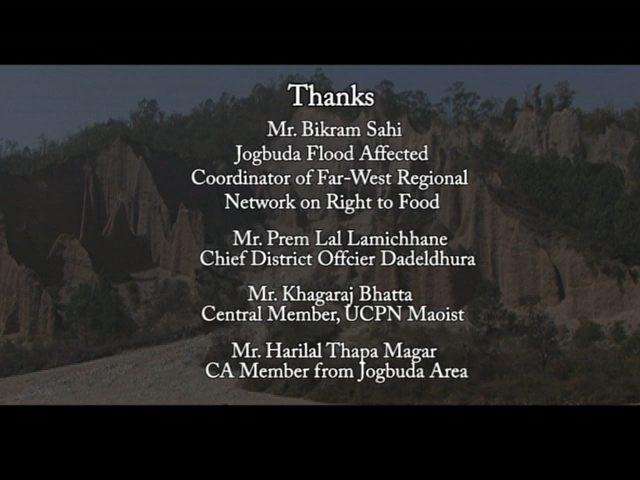 Thanks
Mr. Bikram Sahi
Jogbuda Flood Affected
Coordinator of Far-West Regional
Network on Right to Food
Mr. Prem Lal Lamichhane
Chief District Offcier Dadeldhura
Mr. Khagaraj Bhatta
Central Member, UCPN Maoist
Mr. Harilal Thapa Magar
CA Member from Jogbuda Area